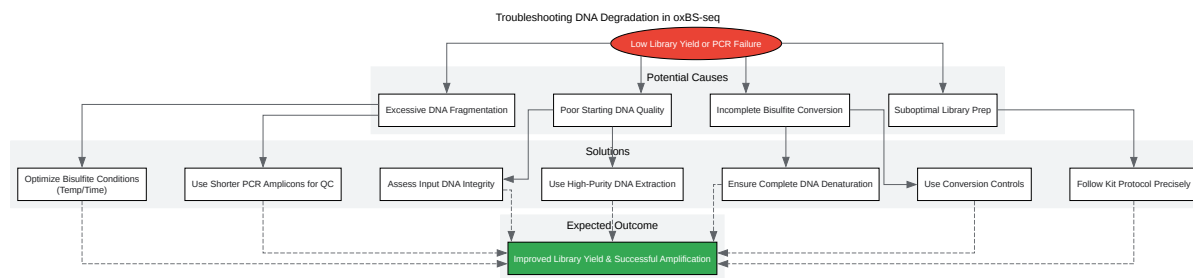 Troubleshooting DNA Degradation in oxBS-seq
Low Library Yield or PCR Failure
Potential Causes
Excessive DNA Fragmentation
Poor Starting DNA Quality
Incomplete Bisulfite Conversion
Suboptimal Library Prep
Solutions
Optimize Bisulfite Conditions
(Temp/Time)
Use Shorter PCR Amplicons for QC
Assess Input DNA Integrity
Use High-Purity DNA Extraction
Ensure Complete DNA Denaturation
Use Conversion Controls
Follow Kit Protocol Precisely
Expected Outcome
Improved Library Yield & Successful Amplification